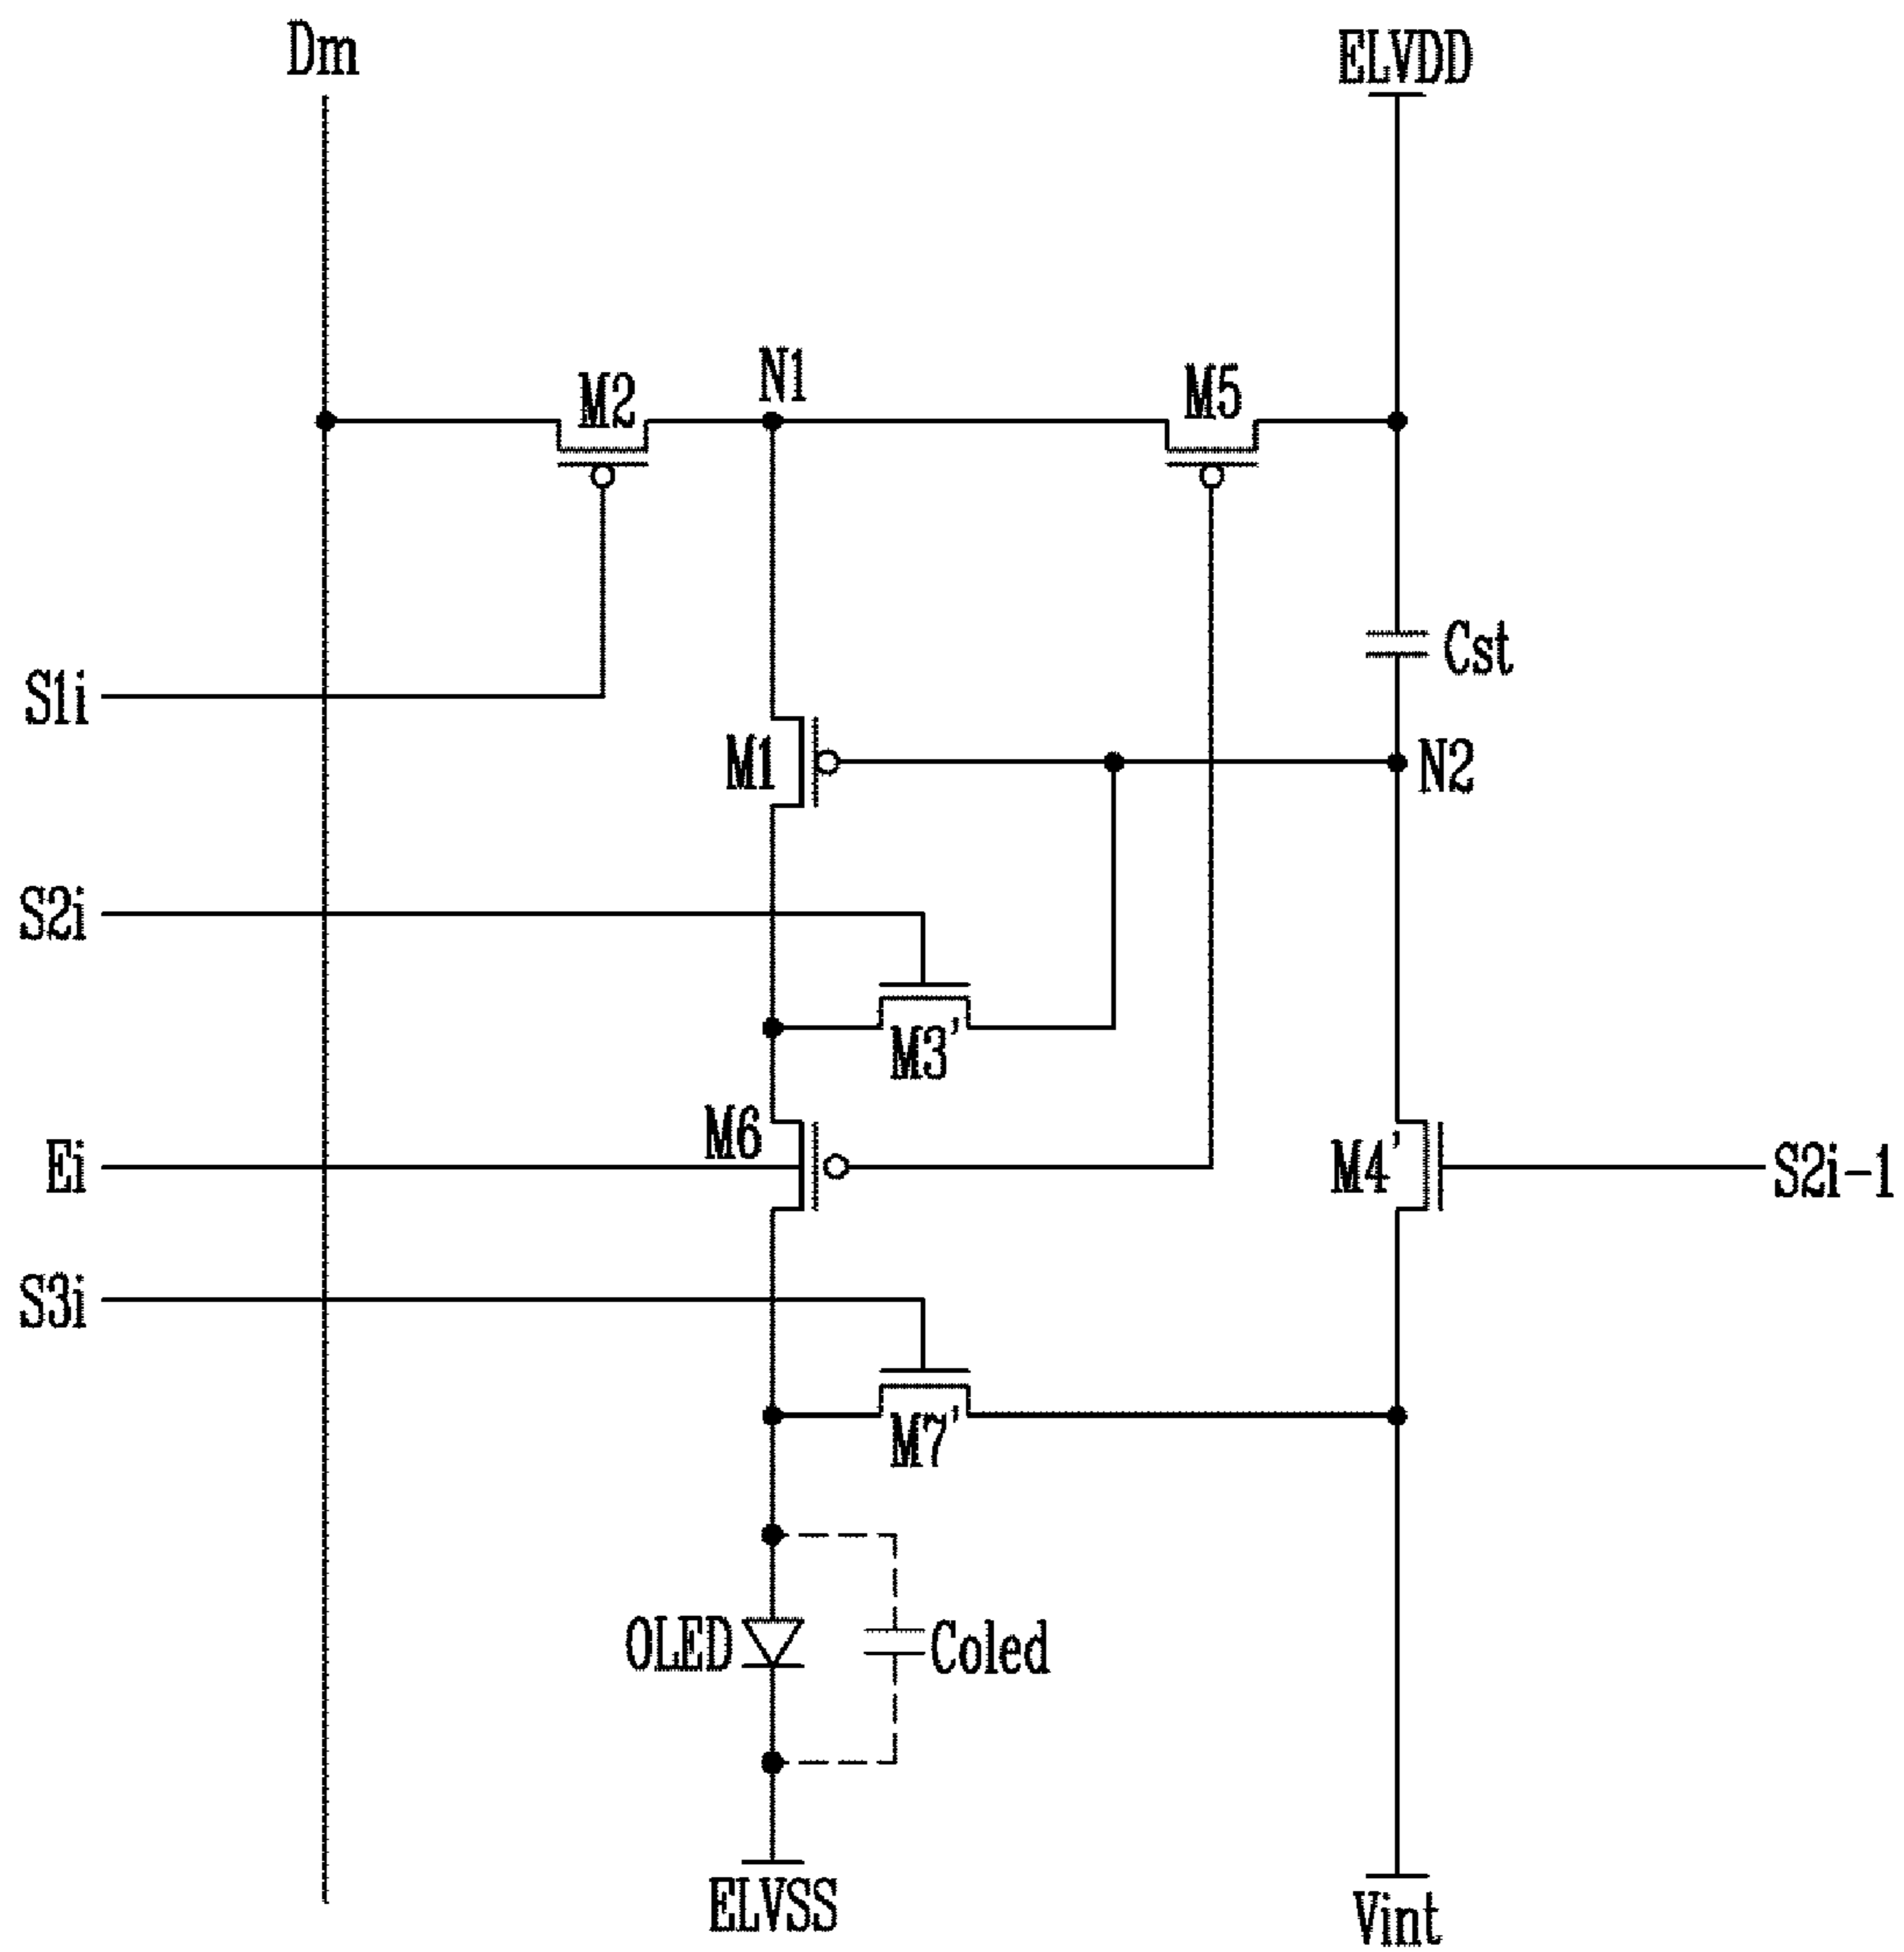 Dm
ELVDD
N1
M2
M5
Cst
S1i
M1
N2
S2i
M3'
M6
Ei
M4'
S2i-1
S3i
M7'
OLED
Coled
ELVSS
Vint